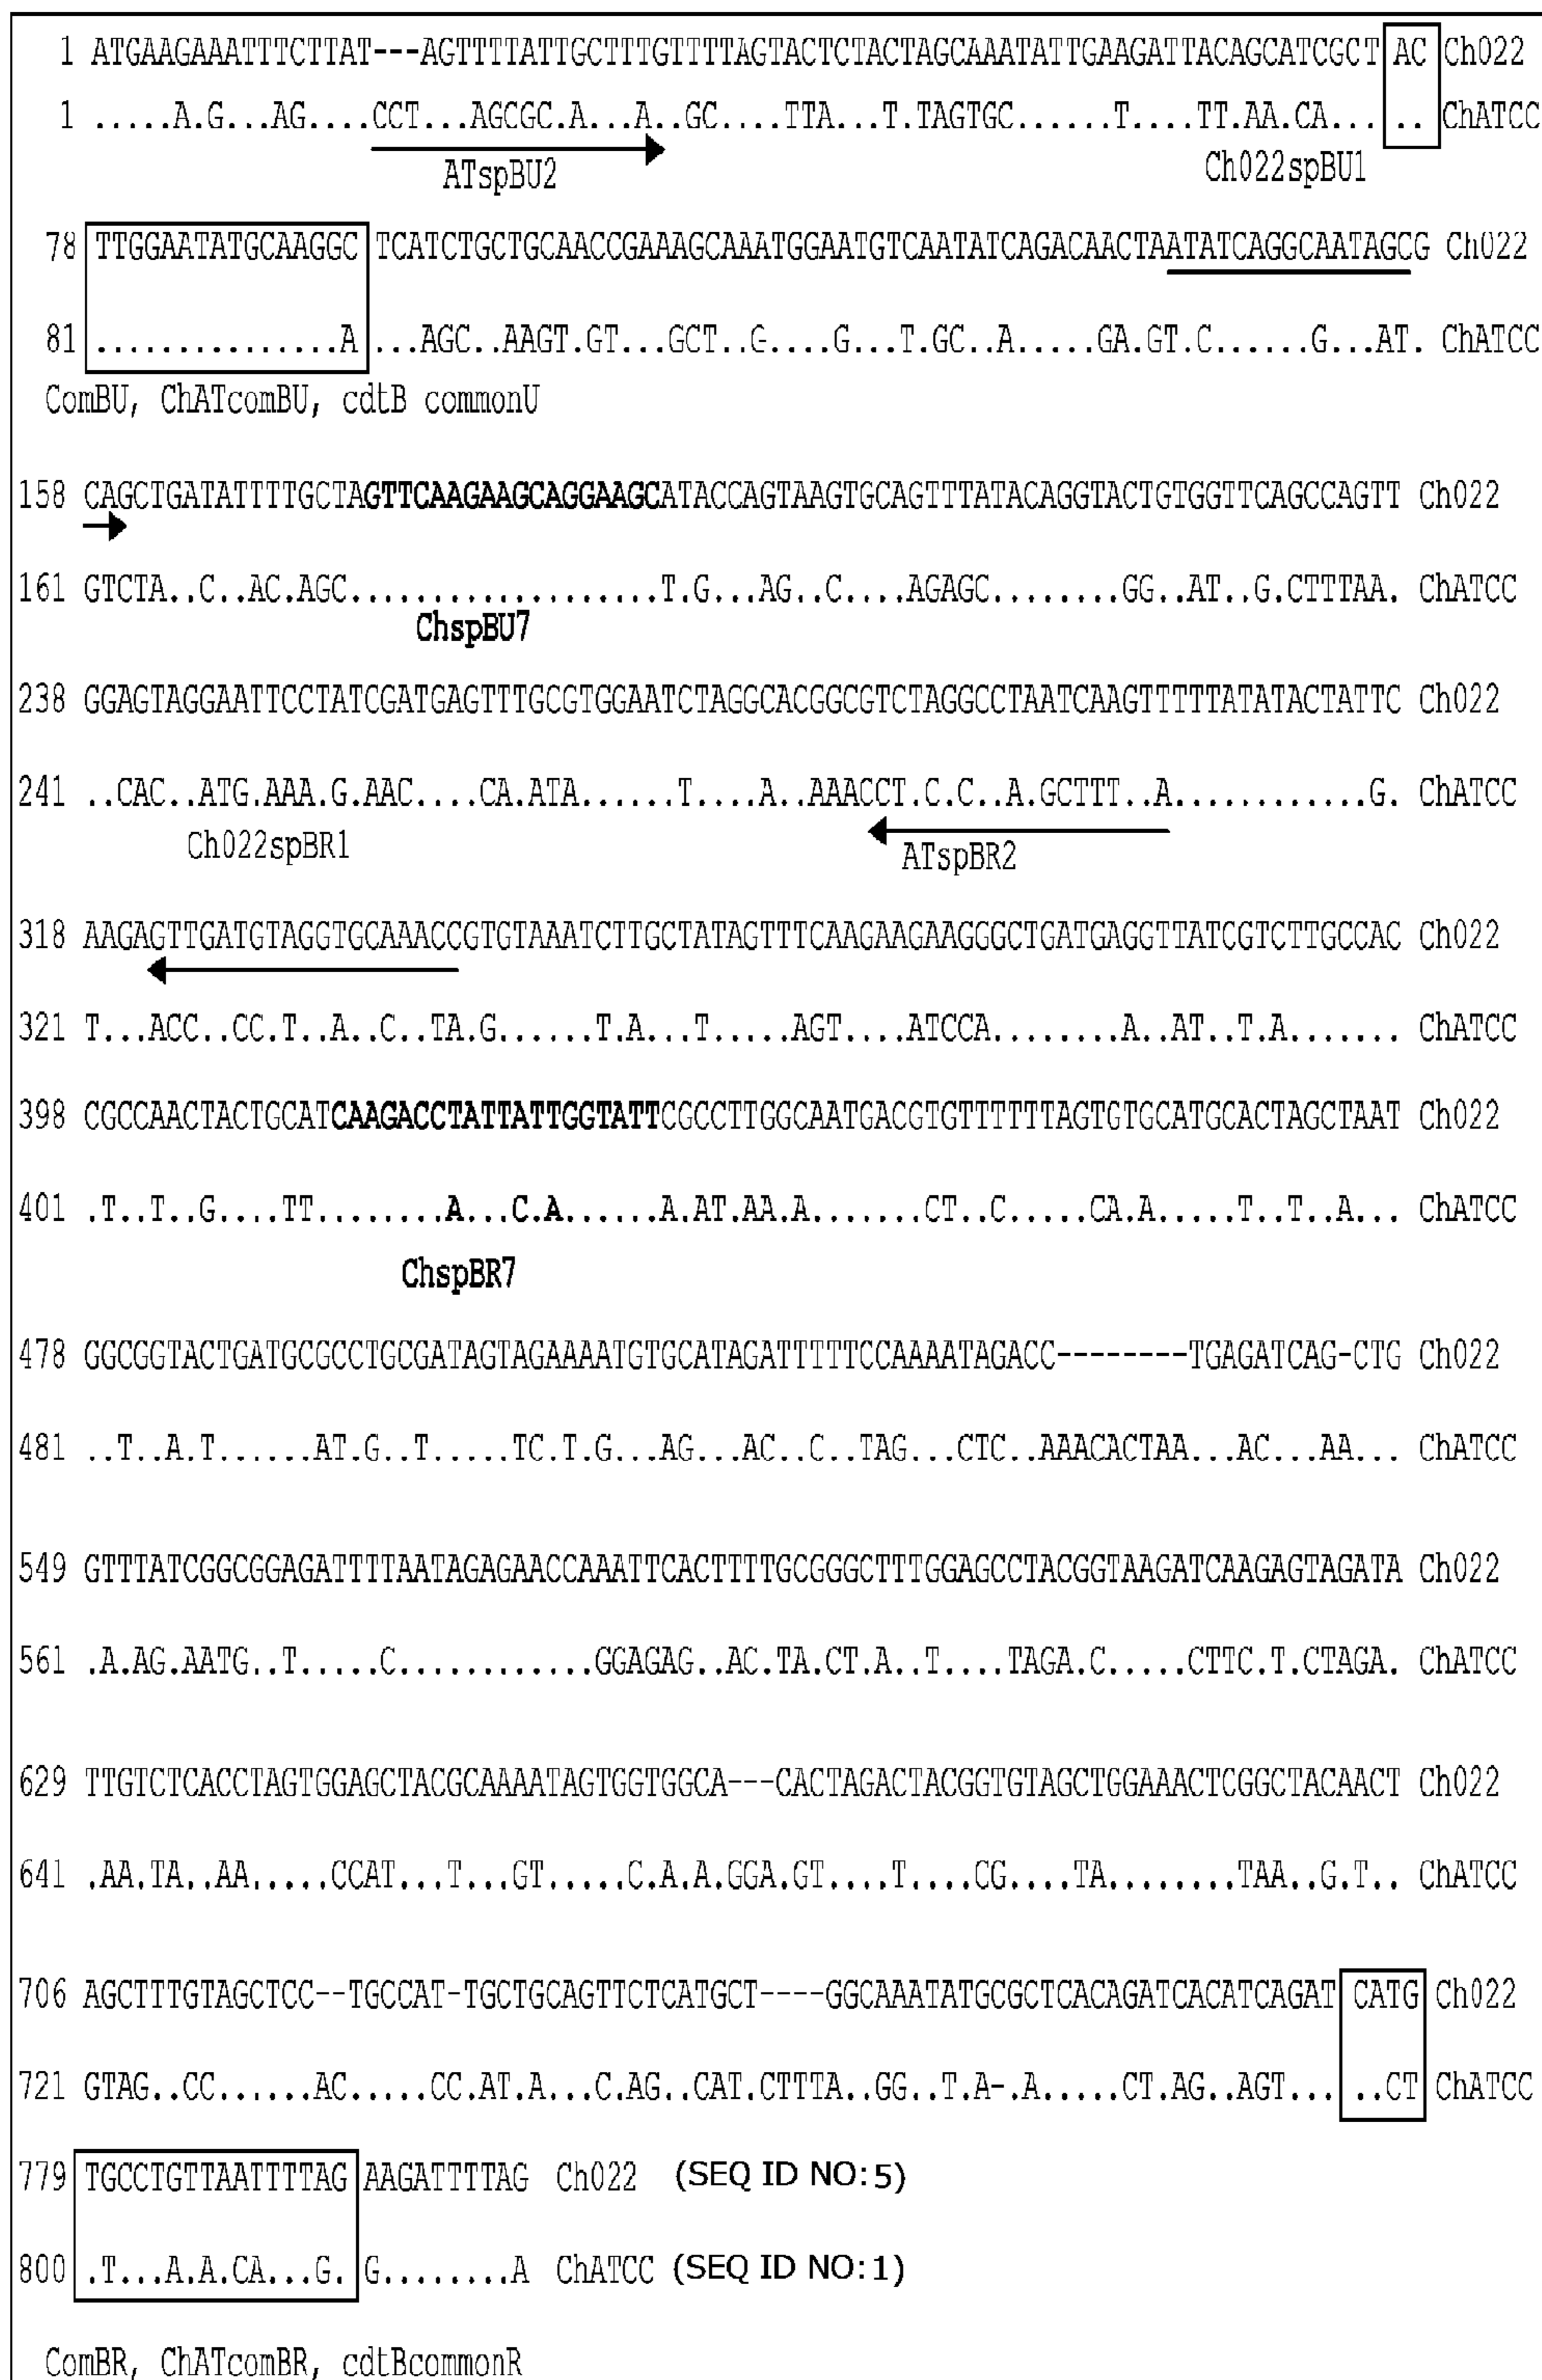 1 ATGAAGAAATTTCTTAT---AGTTTTATTGCTTTGTTTTAGTACTCTACTAGCAAATATTGAAGATTACAGCATCGCT AC Ch022
1 .....A.G...AG....CCT...AGCGC.A...A..GC....TTA...T.TAGTGC......T....TT.AA.CA... .. ChATCC
ATspBU2 Ch022spBU1
78 TTGGAATATGCAAGGC TCATCTGCTGCAACCGAAAGCAAATGGAATGTCAATATCAGACAACTAATATCAGGCAATAGCG Ch022
81 ...............A ...AGC..AAGT.GT...GCT..G....G...T.GC..A.....GA.GT.C......G...AT. ChATCC
ComBU, ChATcomBU, cdtB commonU
158 CAGCTGATATTTTGCTAGTTCAAGAAGCAGGAAGCATACCAGTAAGTGCAGTTTATACAGGTACTGTGGTTCAGCCAGTT Ch022
161 GTCTA..C..AC.AGC...................T.G...AG..C....AGAGC........GG..AT..G.CTTTAA. ChATCC
ChspBU7
238 GGAGTAGGAATTCCTATCGATGAGTTTGCGTGGAATCTAGGCACGGCGTCTAGGCCTAATCAAGTTTTTATATACTATTC Ch022
241 ..CAC..ATG.AAA.G.AAC....CA.ATA......T....A..AAACCT.C.C..A.GCTTT..A............G. ChATCC
Ch022spBR1 ATspBR2
318 AAGAGTTGATGTAGGTGCAAACCGTGTAAATCTTGCTATAGTTTCAAGAAGAAGGGCTGATGAGGTTATCGTCTTGCCAC Ch022
321 T...ACC..CC.T..A..C..TA.G......T.A...T.....AGT....ATCCA........A..AT..T.A....... ChATCC
398 CGCCAACTACTGCATCAAGACCTATTATTGGTATTCGCCTTGGCAATGACGTGTTTTTTAGTGTGCATGCACTAGCTAAT Ch022
401 .T..T..G....TT........A...C.A......A.AT.AA.A.......CT..C.....CA.A.....T..T..A... ChATCC
ChspBR7
478 GGCGGTACTGATGCGCCTGCGATAGTAGAAAATGTGCATAGATTTTTCCAAAATAGACC--------TGAGATCAG-CTG Ch022
481 ..T..A.T......AT.G..T.....TC.T.G...AG...AC..C..TAG...CTC..AAACACTAA...AC...AA... ChATCC
549 GTTTATCGGCGGAGATTTTAATAGAGAACCAAATTCACTTTTGCGGGCTTTGGAGCCTACGGTAAGATCAAGAGTAGATA Ch022
561 .A.AG.AATG..T.....C............GGAGAG..AC.TA.CT.A..T....TAGA.C.....CTTC.T.CTAGA. ChATCC
629 TTGTCTCACCTAGTGGAGCTACGCAAAATAGTGGTGGCA---CACTAGACTACGGTGTAGCTGGAAACTCGGCTACAACT Ch022
641 .AA.TA..AA.....CCAT...T...GT.....C.A.A.GGA.GT....T....CG....TA........TAA..G.T.. ChATCC
706 AGCTTTGTAGCTCC--TGCCAT-TGCTGCAGTTCTCATGCT----GGCAAATATGCGCTCACAGATCACATCAGAT CATG Ch022
721 GTAG..CC......AC.....CC.AT.A...C.AG..CAT.CTTTA..GG..T.A-.A.....CT.AG..AGT... ..CT ChATCC
779 TGCCTGTTAATTTTAG AAGATTTTAG Ch022 (SEQ ID NO:5)
800 .T...A.A.CA...G. G........A ChATCC (SEQ ID NO:1)
ComBR, ChATcomBR, cdtBcommonR